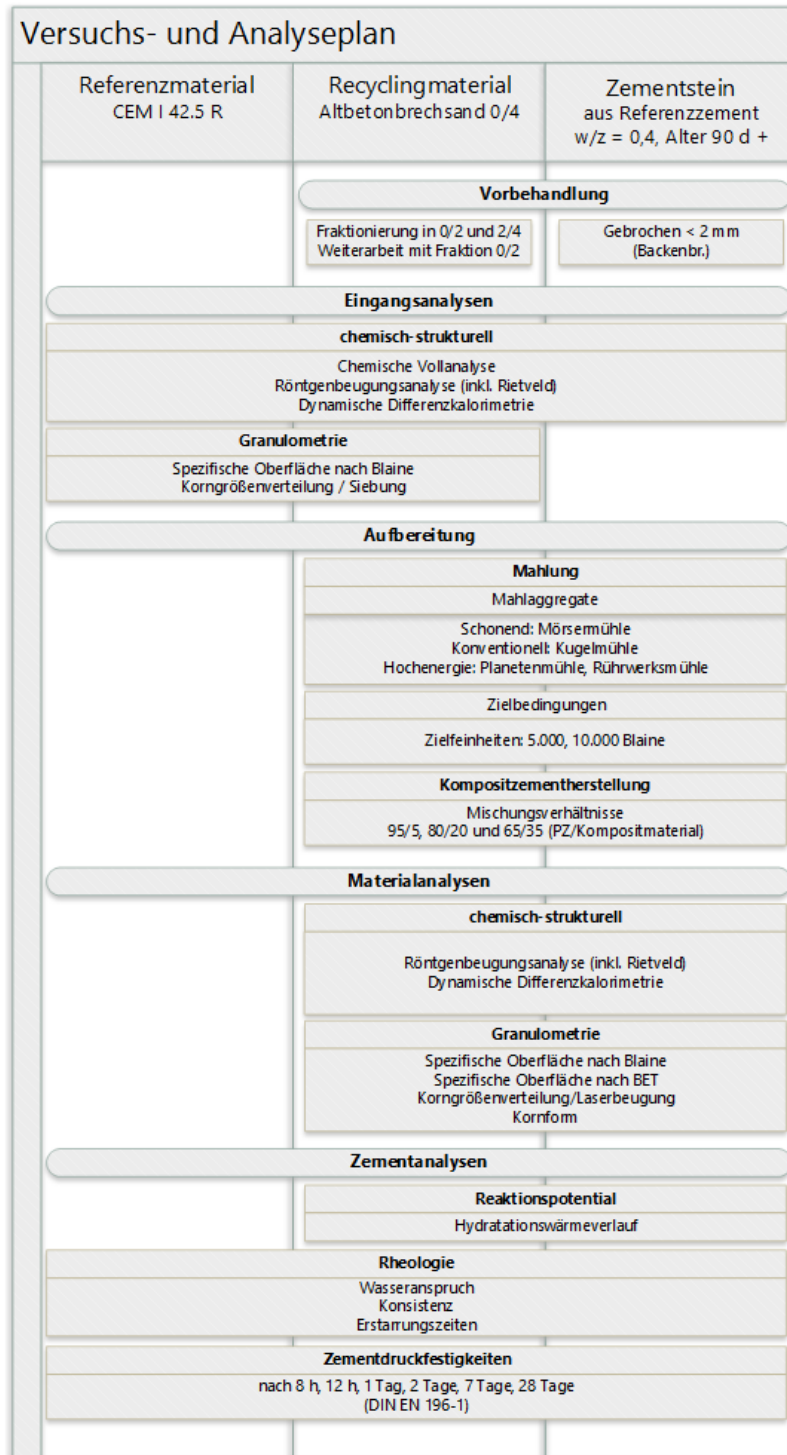 Versuchs- und Analyseplan
Referenzmaterial
CEM I 42.5 R
Recyclingmaterial
Altbetonbrechsand 0/4
Zementstein
aus Referenzzement
w/z = 0,4, Alter 90 d +
Vorbehandlung
Fraktionierung in 0/2 und 2/4
Weiterarbeit mit Fraktion 0/2
Gebrochen < 2 mm
(Backenbr.)
Eingangsanalysen
chemisch-strukturell
Chemische Vollanalyse
Röntgenbeugungsanalyse (inkl. Rietveld)
Dynamische Differenzkalorimetrie
Granulometrie
Spezifische Oberfläche nach Blaine
Korngrößenverteilung / Siebung
Aufbereitung
Mahlung
Mahlaggregate
Schonend: Mörsermühle
Konventionell: Kugelmühle
Hochenergie: Planetenmühle, Rührwerksmühle
Zielbedingungen
Zielfeinheiten: 5.000, 10.000 Blaine
Kompositzementherstellung
Mischungsverhältnisse
95/5, 80/20 und 65/35 (PZ/Kompositmaterial)
Materialanalysen
chemisch-strukturell
Röntgenbeugungsanalyse (inkl. Rietveld)
Dynamische Differenzkalorimetrie
Granulometrie
Spezifische Oberfläche nach Blaine
Spezifische Oberfläche nach BET
Korngrößenverteilung/Laserbeugung
Kornform
Zementanalysen
Reaktionspotential
Hydratationswärmeverlauf
Rheologie
Wasseranspruch
Konsistenz
Erstarrungszeiten
Zementdruckfestigkeiten
nach 8 h, 12 h, 1 Tag, 2 Tage, 7 Tage, 28 Tage
(DIN EN 196-1)